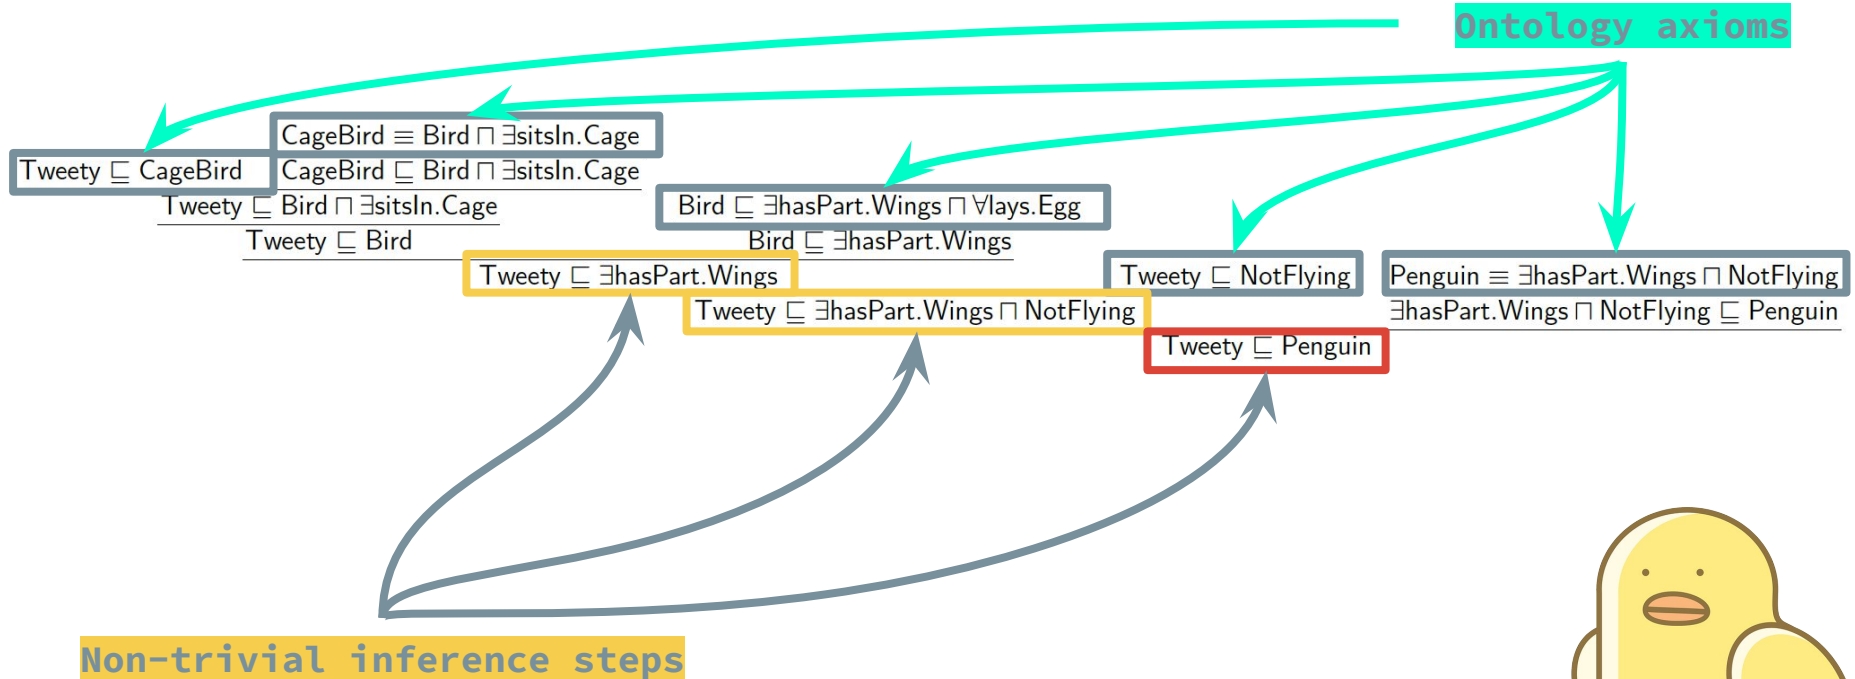 Ontology axioms
CageBird ≡ Bird ⊓ ∃sitsIn.Cage
Tweety ⊑ CageBird
CageBird ⊑ Bird ⊓ ∃sitsIn.Cage
Tweety ⊑ Bird ⊓ ∃sitsIn.Cage
Bird ⊑ ∃hasPart.Wings ⊓ ∀lays.Egg
Tweety ⊑ Bird
Bird ⊑ ∃hasPart.Wings
Tweety ⊑ ∃hasPart.Wings
Tweety ⊑ NotFlying
Penguin ≡ ∃hasPart.Wings ⊓ NotFlying
Tweety ⊑ ∃hasPart.Wings ⊓ NotFlying
∃hasPart.Wings ⊓ NotFlying ⊑ Penguin
Tweety ⊑ Penguin
Non-trivial inference steps